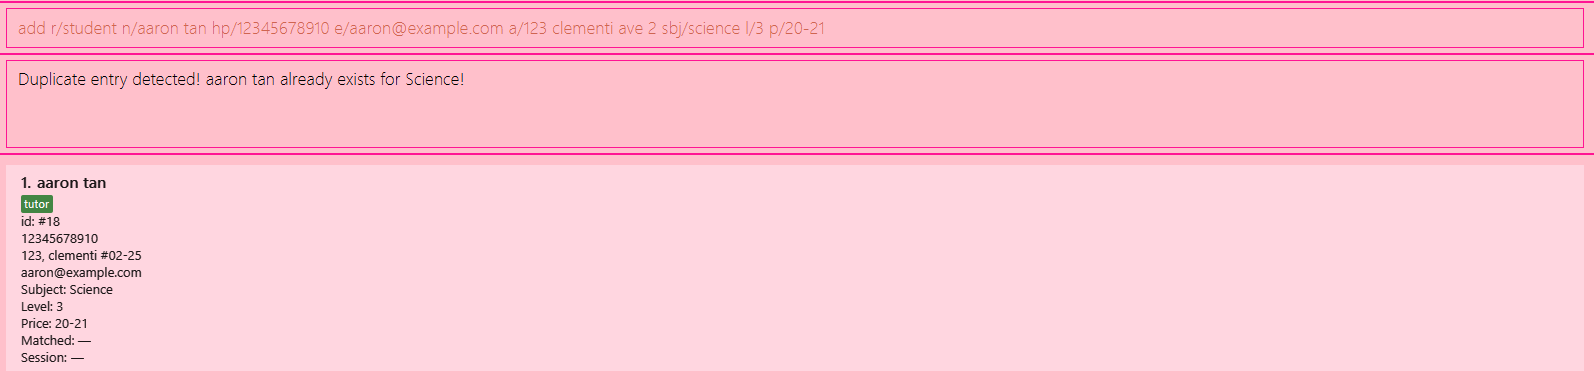 add r/student n/aaron tan hp/12345678910 e/aaron@example.com a/123 clementi ave 2 sbj/science l/3 p/20-21
Duplicate entry detected! aaron tan already exists for Science!
1. aaron tan
tutor
id: #18
12345678910
123, clementi #02-25
aaron@example.com
Subject: Science
Level: 3
Price: 20-21
Matched: —
Session: —